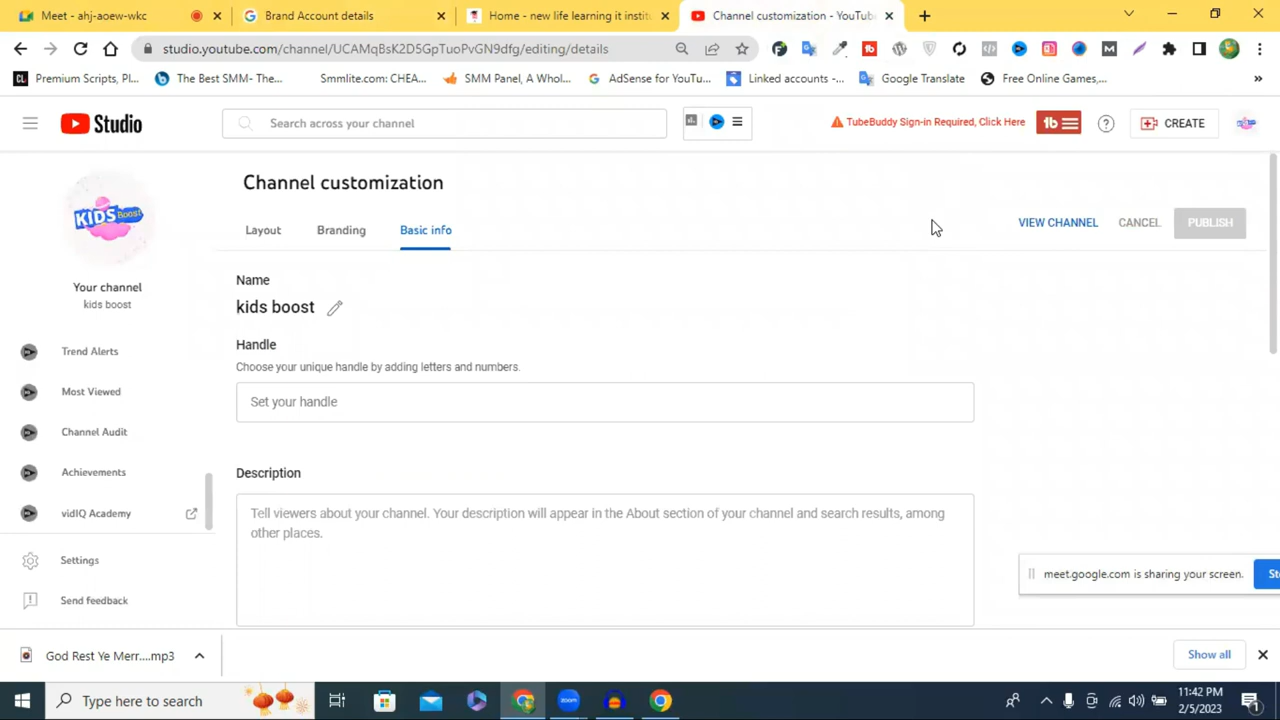 Meet - ahj-aoew-wkc
Brand Account details
Home - new life learning it instit
Channel customization - YouTub
studio.youtube.com/channel/UCAMqBsK2D5GpTuoPvGN9dfg/editing/details
Premium Scripts, Pl...
The Best SMM- The...
Smmlite.com: CHEA...
SMM Panel, A Whol...
AdSense for YouTu...
Linked accounts -...
Google Translate
Free Online Games,...
Studio
Search across your channel
TubeBuddy Sign-in Required, Click Here
CREATE
Channel customization
KIDS Boost
Layout
Branding
Basic info
VIEW CHANNEL
CANCEL
PUBLISH
Your channel
kids boost
Name
kids boost
Handle
Choose your unique handle by adding letters and numbers.
Set your handle
Trend Alerts
Most Viewed
Channel Audit
Achievements
vidIQ Academy
Description
Tell viewers about your channel. Your description will appear in the About section of your channel and search results, among
other places.
Settings
Send feedback
meet.google.com is sharing your screen.
God Rest Ye Merr....mp3
Show all
Type here to search
zoom
11:42 PM
2/5/2023